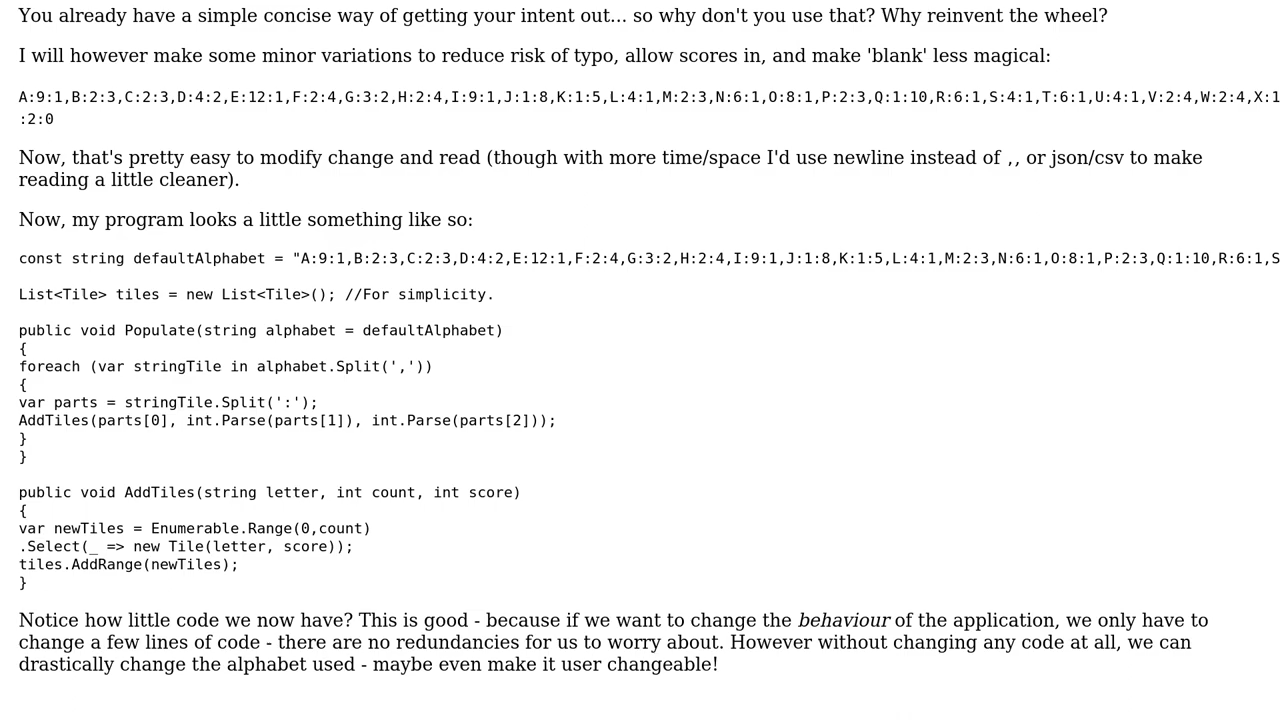 You already have a simple concise way of getting your intent out... so why don't you use that? Why reinvent the wheel?
I will however make some minor variations to reduce risk of typo, allow scores in, and make 'blank' less magical:
A:9:1,B:2:3,C:2:3,D:4:2,E:12:1,F:2:4,G:3:2,H:2:4,I:9:1,J:1:8,K:1:5,L:4:1,M:2:3,N:6:1,O:8:1,P:2:3,Q:1:10,R:6:1,S:4:1,T:6:1,U:4:1,V:2:4,W:2:4,X:1
:2:0
Now, that's pretty easy to modify change and read (though with more time/space I'd use newline instead of ,, or json/csv to make
reading a little cleaner).
Now, my program looks a little something like so:
const string defaultAlphabet = "A:9:1,B:2:3,C:2:3,D:4:2,E:12:1,F:2:4,G:3:2,H:2:4,I:9:1,J:1:8,K:1:5,L:4:1,M:2:3,N:6:1,O:8:1,P:2:3,Q:1:10,R:6:1,S
List<Tile> tiles = new List<Tile>(); //For simplicity.
public void Populate(string alphabet = defaultAlphabet)
{
foreach (var stringTile in alphabet.Split(','))
{
var parts = stringTile.Split(':');
AddTiles(parts[0], int.Parse(parts[1]), int.Parse(parts[2]));
}
}
public void AddTiles(string letter, int count, int score)
{
var newTiles = Enumerable.Range(0,count)
.Select(_ => new Tile(letter, score));
tiles.AddRange(newTiles);
}
Notice how little code we now have? This is good - because if we want to change the behaviour of the application, we only have to
change a few lines of code - there are no redundancies for us to worry about. However without changing any code at all, we can
drastically change the alphabet used - maybe even make it user changeable!